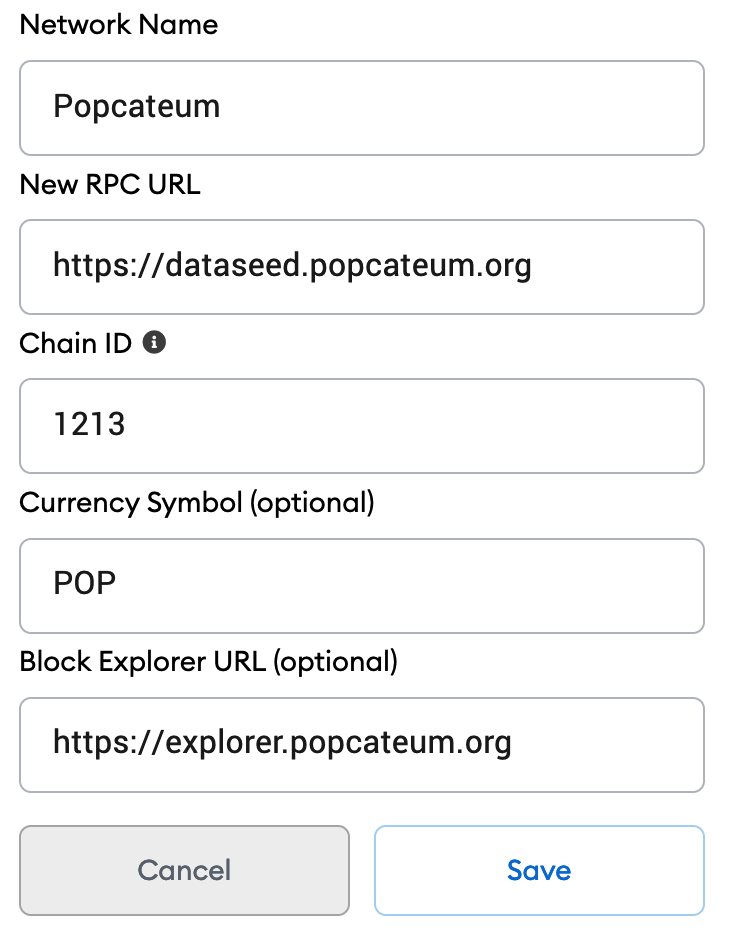 Network Name
Popcateum
New RPC URL
https://dataseed.popcateum.org
Chain ID
1213
Currency Symbol (optional)
POP
Block Explorer URL (optional)
https://explorer.popcateum.org
Cancel
Save